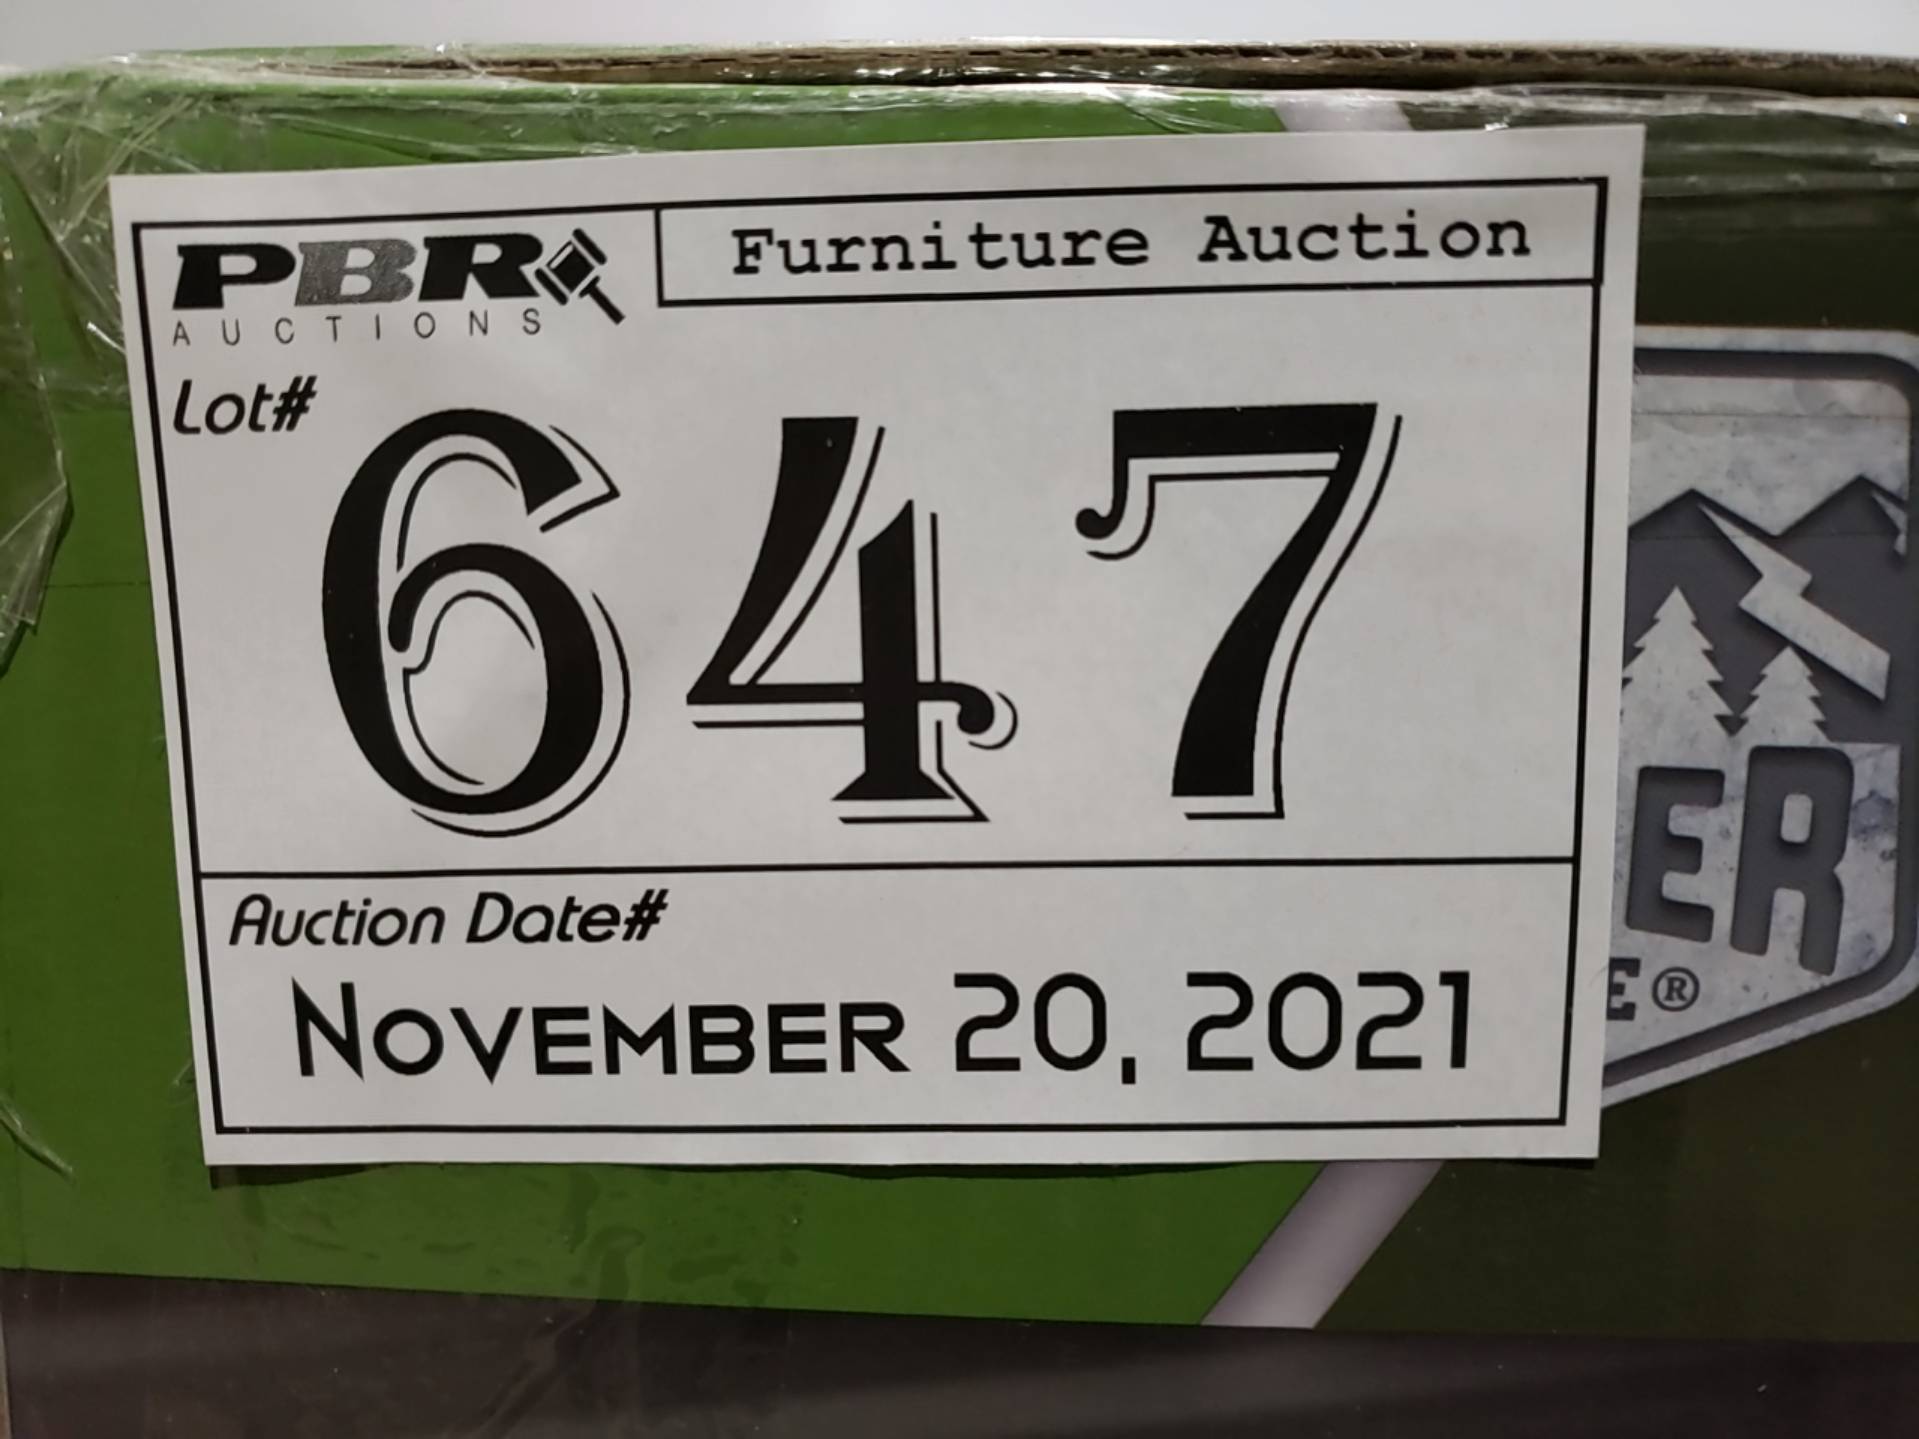 PBR
AUCTIONS
Furniture Auction
Lot#
647
Auction Date#
NOVEMBER 20, 2021
ER
E®